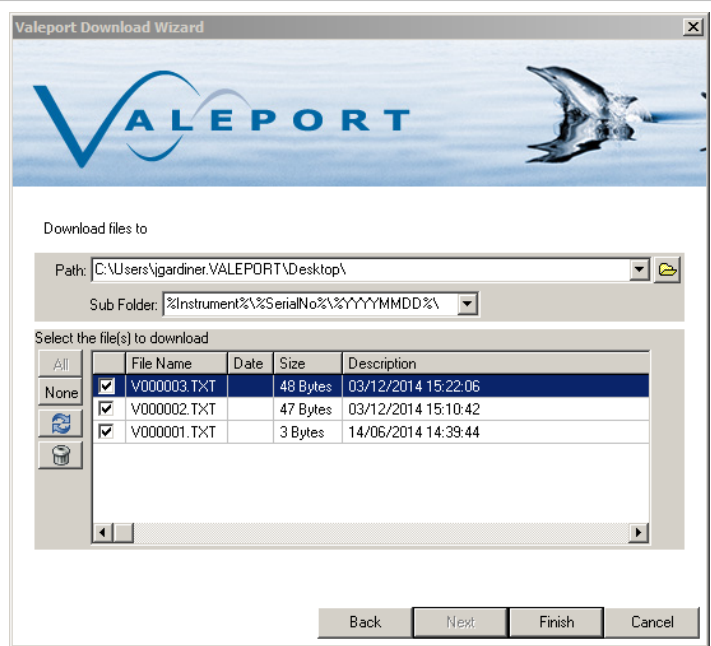 Valeport Download Wizard
VALEPORT
Download files to
Path: C:\Users\jgardiner.VALEPORT\Desktop\
Sub Folder: %Instrument%\%SerialNo%\%YYYYMMDD%\
Select the file(s) to download
All
None
File Name Date Size Description
V000003.TXT 48 Bytes 03/12/2014 15:22:06
V000002.TXT 47 Bytes 03/12/2014 15:10:42
V000001.TXT 3 Bytes 14/06/2014 14:39:44
Back Next Finish Cancel